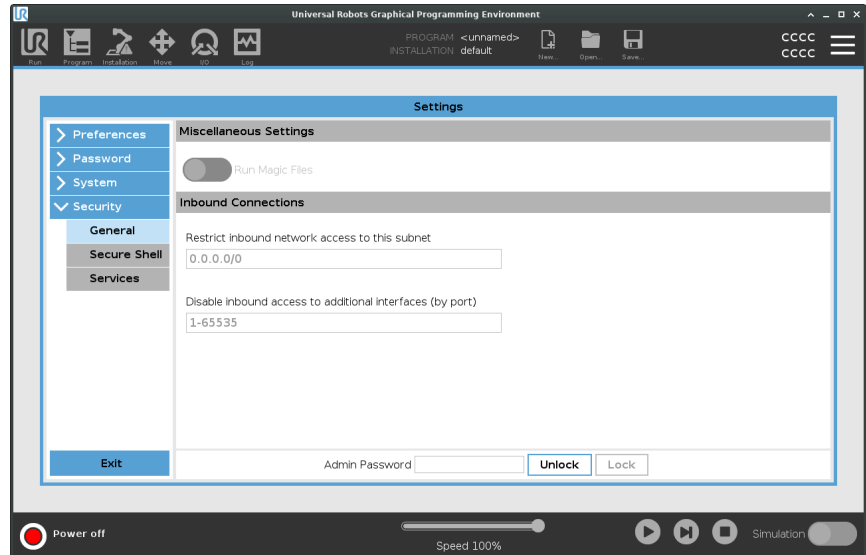 UR
Universal Robots Graphical Programming Environment
UR
Run
Program
Installation
Move
I/O
Log
PROGRAM <unnamed>
INSTALLATION default
New...
Open...
Save...
CCCC
CCCC
Settings
Preferences
Password
System
Security
General
Secure Shell
Services
Exit
Miscellaneous Settings
Run Magic Files
Inbound Connections
Restrict inbound network access to this subnet
0.0.0.0/0
Disable inbound access to additional interfaces (by port)
1-65535
Admin Password
Unlock
Lock
Power off
Speed 100%
Simulation